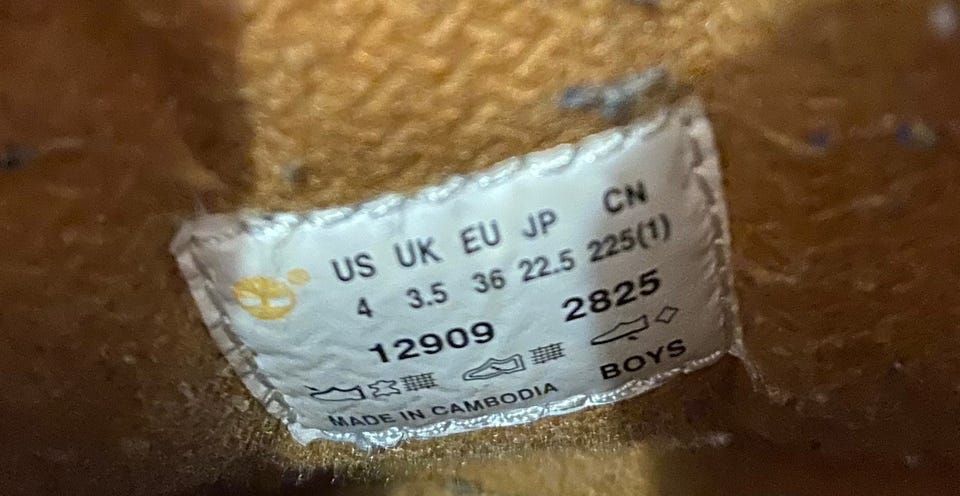 US UK EU JP CN
4 3.5 36 22.5 225(1)
12909 2825
MADE IN CAMBODIA BOYS